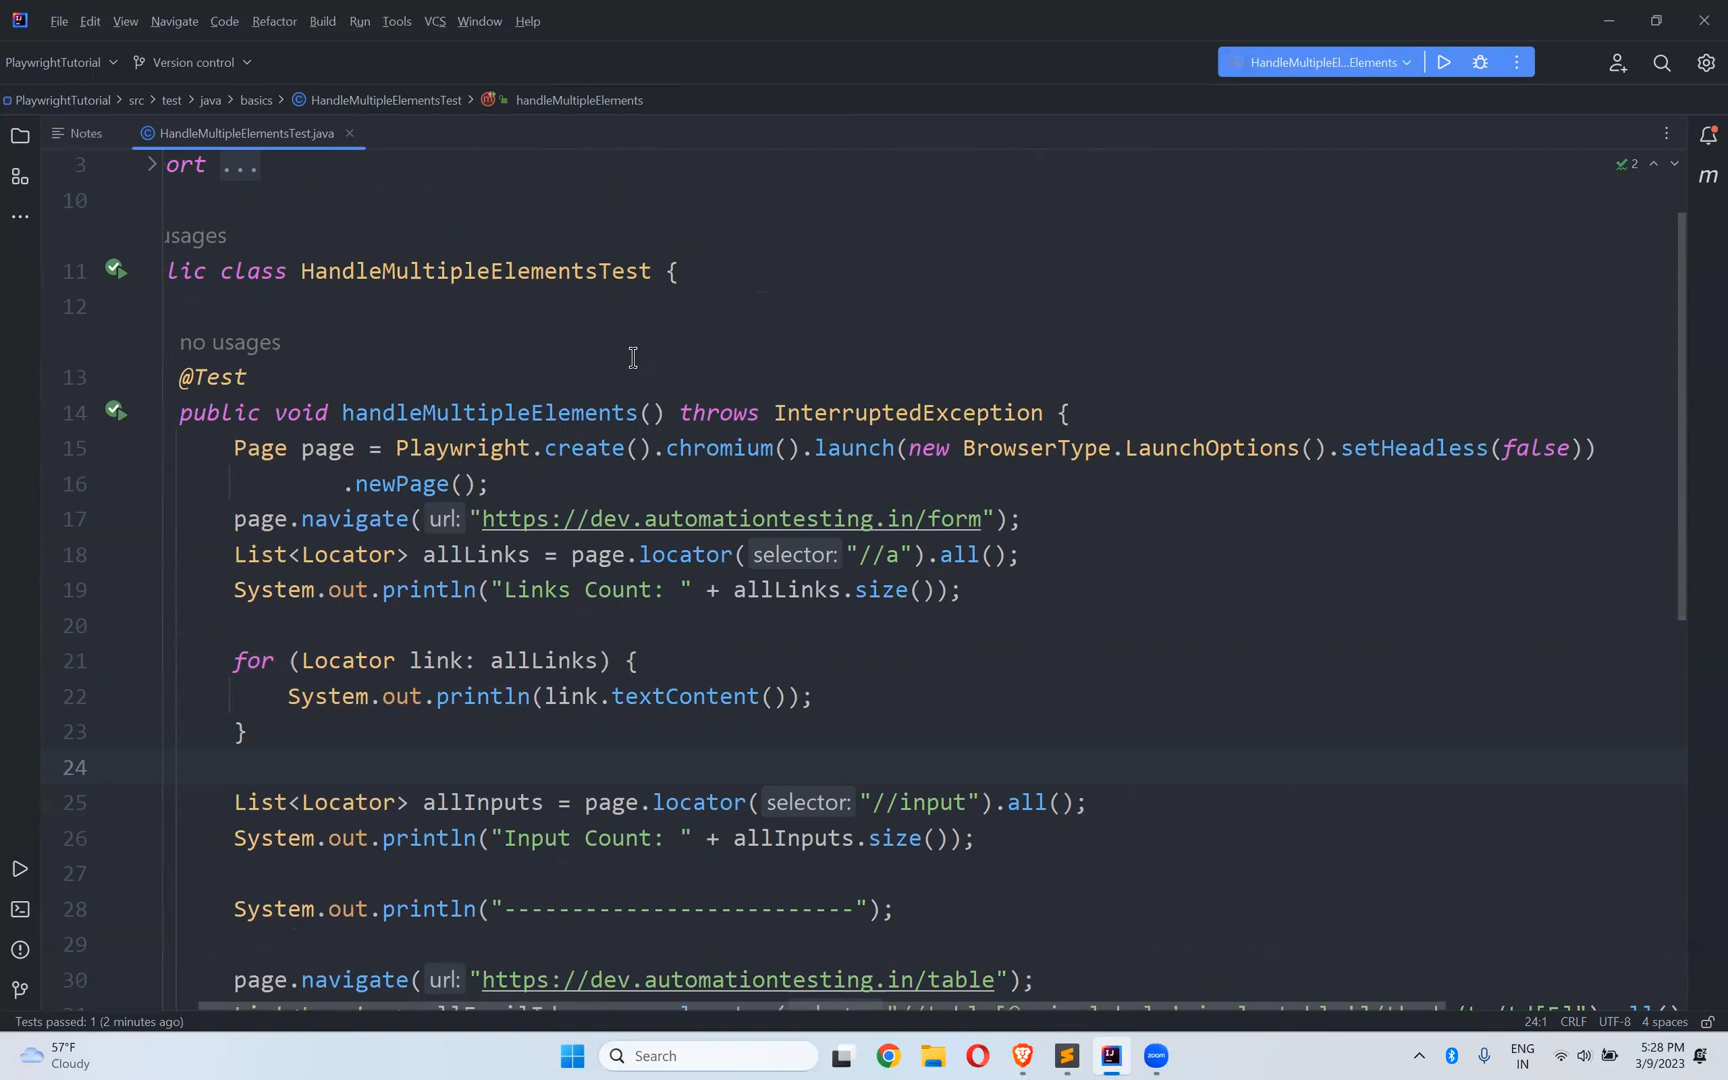 File Edit View Navigate Code Refactor Build Run Tools VCS Window Help
PlaywrightTutorial Version control HandleMultipleEl...Elements
PlaywrightTutorial src test java basics HandleMultipleElementsTest handleMultipleElements
Notes HandleMultipleElementsTest.java
3 ort ... 2
10
usages
11 lic class HandleMultipleElementsTest {
12
no usages
13 @Test
14 public void handleMultipleElements() throws InterruptedException {
15 Page page = Playwright.create().chromium().launch(new BrowserType.LaunchOptions().setHeadless(false))
16 .newPage();
17 page.navigate( url: "https://dev.automationtesting.in/form");
18 List<Locator> allLinks = page.locator( selector: "//a").all();
19 System.out.println("Links Count: " + allLinks.size());
20
21 for (Locator link: allLinks) {
22 System.out.println(link.textContent());
23 }
24
25 List<Locator> allInputs = page.locator( selector: "//input").all();
26 System.out.println("Input Count: " + allInputs.size());
27
28 System.out.println("--------------------------");
29
30 page.navigate( url: "https://dev.automationtesting.in/table");
Tests passed: 1 (2 minutes ago) 24:1 CRLF UTF-8 4 spaces
57°F
Cloudy
Search
zoom
ENG
IN
5:28 PM
3/9/2023